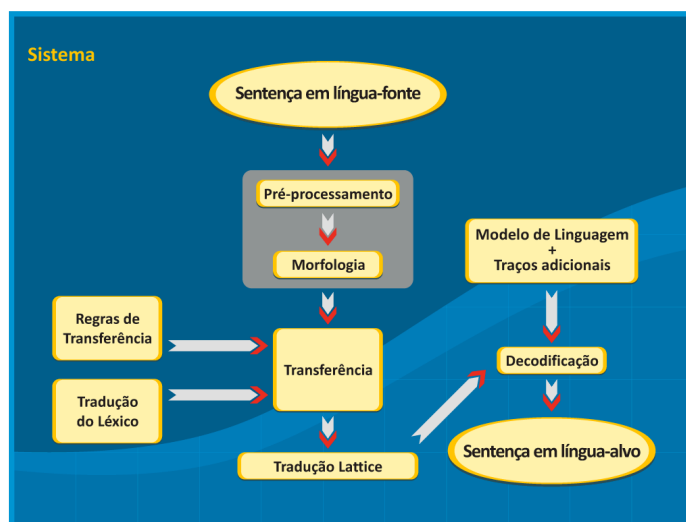 Sistema
Sentença em língua-fonte
Pré-processamento
Morfologia
Modelo de Linguagem
+
Traços adicionais
Regras de
Transferência
Transferência
Decodificação
Tradução
do Léxico
Tradução Lattice
Sentença em língua-alvo